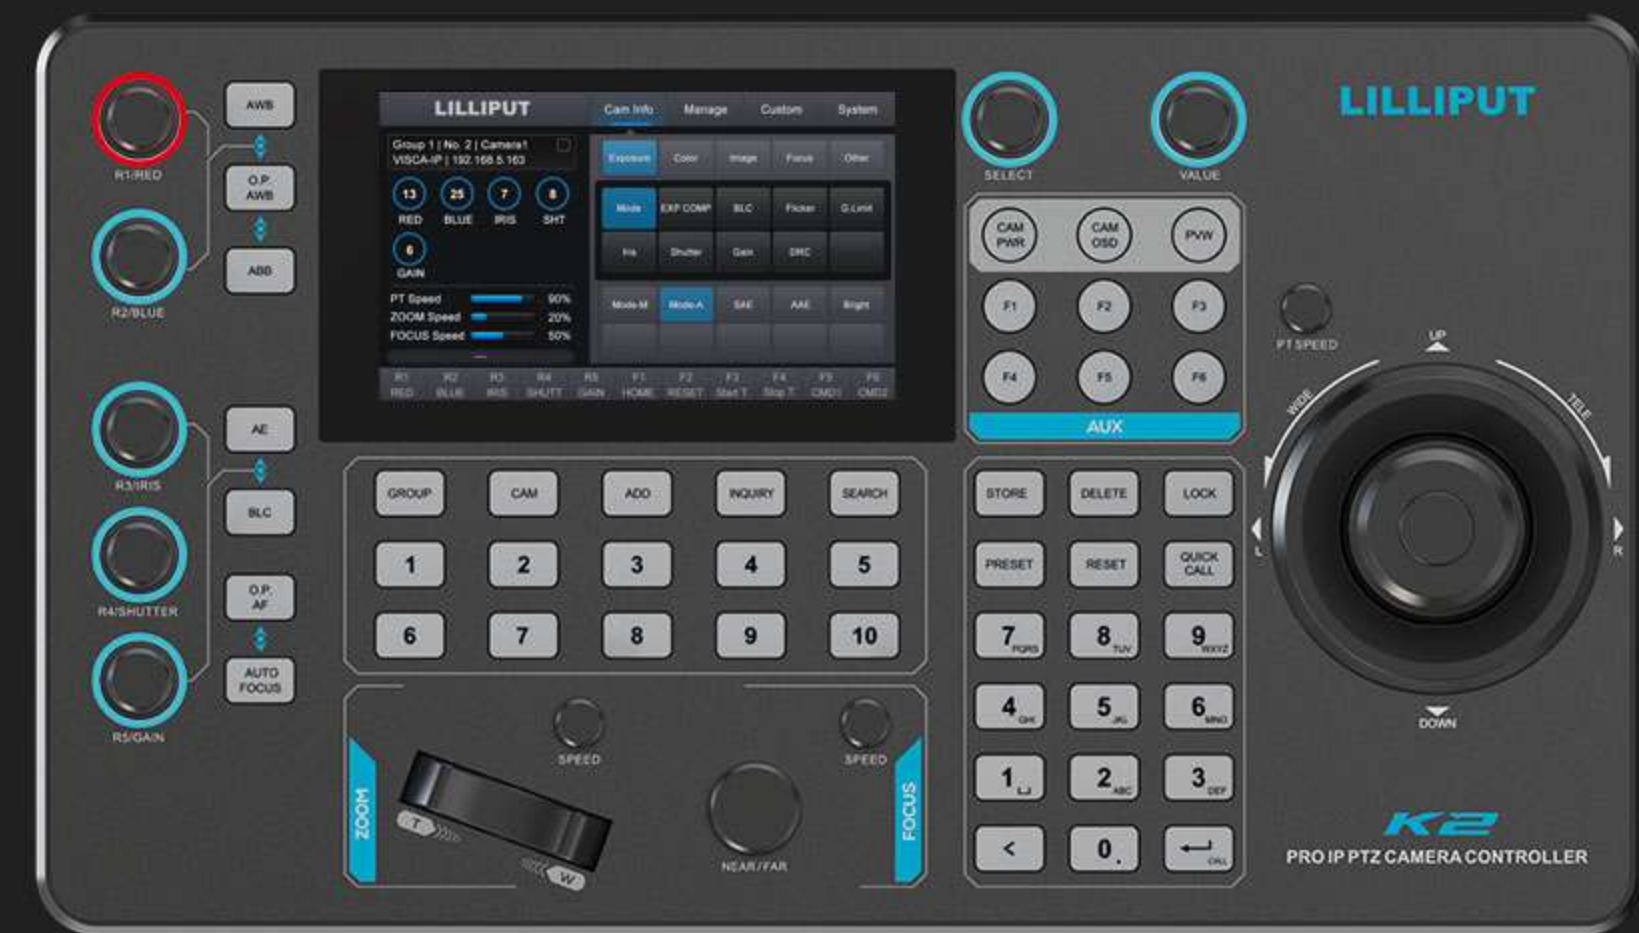 R1/RED
R2/BLUE
AWB
O.P.
AWB
ABB
R3/IRIS
R4/SHUTTER
R5/GAIN
AE
BLC
O.P.
AF
AUTO
FOCUS
LILLIPUT
Cam Info Manage Custom System
Group 1 | No. 2 | Camera1
VISCA-IP | 192.168.5.163
13 25 7 8
RED BLUE IRIS SHT
6
GAIN
PT Speed 90%
ZOOM Speed 20%
FOCUS Speed 50%
Exposure Color Image Focus Other
Mode EXP COMP BLC Flicker G.Limit
Iris Shutter Gain DRC
Mode-M Mode-A SAE AAE Bright
R1 R2 R3 R4 R5 F1 F2 F3 F4 F5 F6
RED BLUE IRIS SHUTT GAIN HOME RESET Start T Stop T CMD1 CMD2
SELECT
VALUE
CAM
PWR
CAM
OSD
PVW
F1 F2 F3
F4 F5 F6
AUX
GROUP CAM ADD INQUIRY SEARCH
1 2 3 4 5
6 7 8 9 10
ZOOM
SPEED
T
W
NEAR/FAR
SPEED
FOCUS
STORE DELETE LOCK
PRESET RESET QUICK
CALL
7 PQRS 8 TUV 9 WXYZ
4 GHI 5 JKL 6 MNO
1 2 ABC 3 DEF
< 0 . CALL
LILLIPUT
PT SPEED
UP
WIDE
TELE
L
R
DOWN
K2
PRO IP PTZ CAMERA CONTROLLER